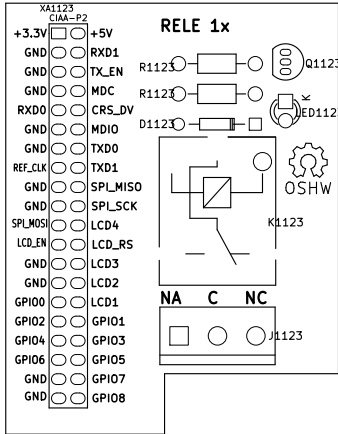 XA1123
CIAA-P2
+3.3V +5V
GND RXD1
GND TX_EN
GND MDC
RXD0 CRS_DV
GND MDIO
GND TXD0
REF_CLK TXD1
GND SPI_MISO
GND SPI_SCK
SPI_MOSI LCD4
LCD_EN LCD_RS
GND LCD3
GND LCD2
GPIO0 LCD1
GPIO2 GPIO1
GPIO4 GPIO3
GPIO6 GPIO5
GND GPIO7
GND GPIO8
RELE 1x
R1123
Q1123
R1123
K
LED1123
D1123
OSHW
K1123
NA C NC
J1123